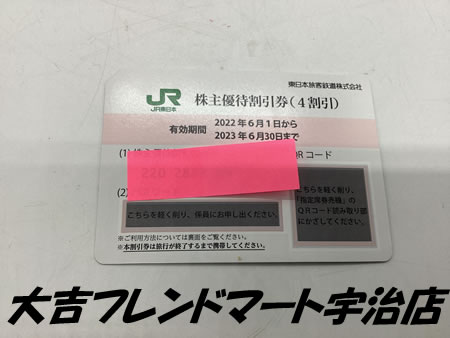 JR
JR東日本
東日本旅客鉄道株式会社
株主優待割引券(4割引)
有効期間
2022年6月1日から
2023年6月30日まで
(1)
QRコード
(2)
こちらを軽く削り、係員にお申し出ください。
こちらを軽く削り、
「指定席券売機」の
QRコード読み取り部
にかざしてください。
※ご利用方法については裏面をご覧ください。
※本割引券は旅行が終了するまで携帯してください。
大吉フレンドマート宇治店